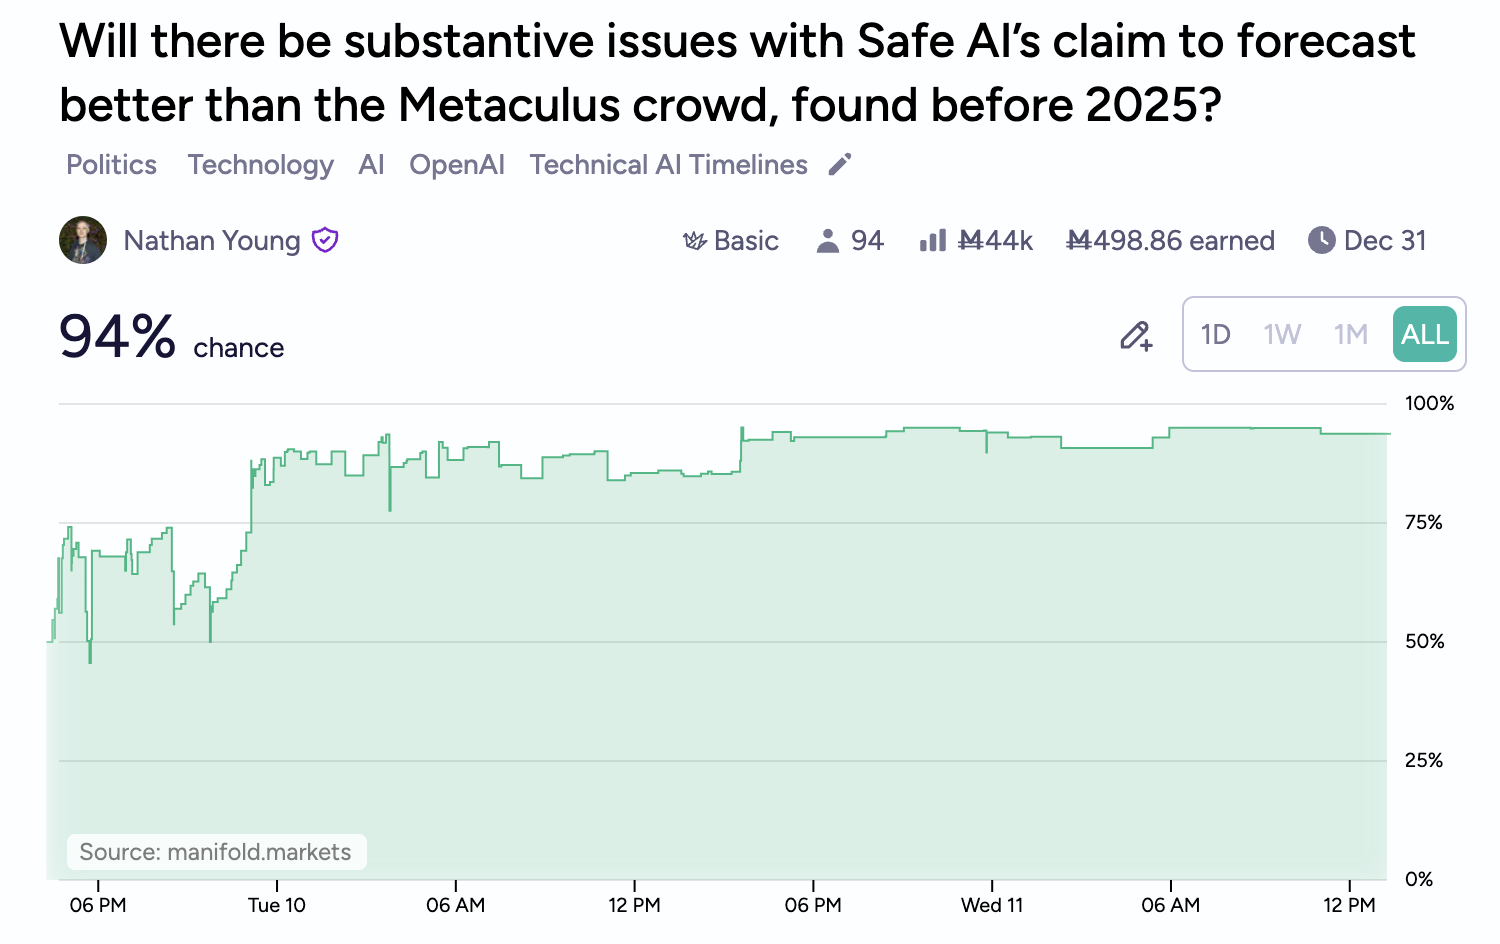 Will there be substantive issues with Safe AI’s claim to forecast
better than the Metaculus crowd, found before 2025?
Politics Technology AI OpenAI Technical AI Timelines
Nathan Young Basic 94 Ṁ44k Ṁ498.86 earned Dec 31
94% chance 1D 1W 1M ALL
100%
75%
50%
25%
Source: manifold.markets
0%
06 PM Tue 10 06 AM 12 PM 06 PM Wed 11 06 AM 12 PM